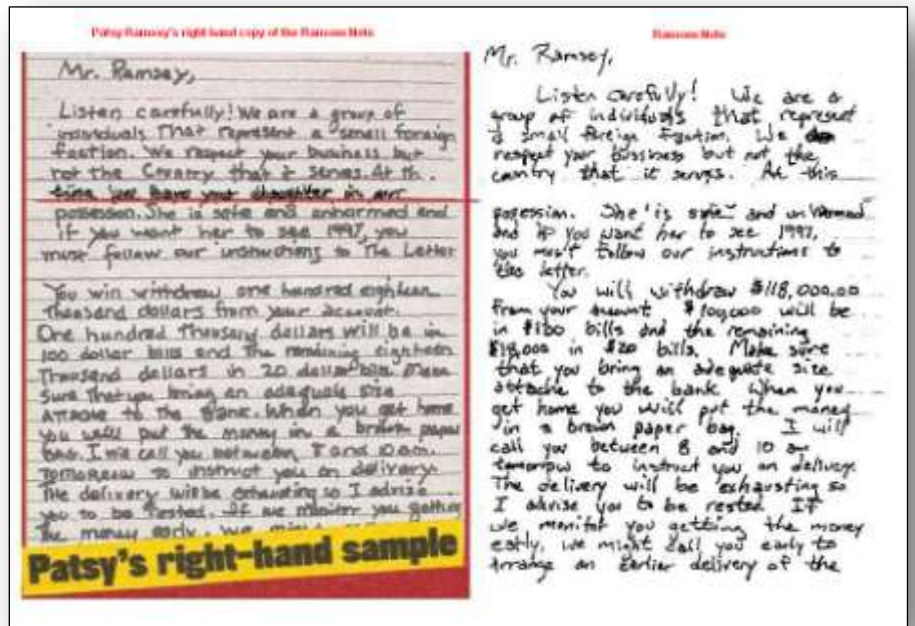 Patsy Ramsey's right hand copy of the Ransom Note
Mr. Ramsey,
Listen carefully! We are a group of
individuals That represent a small foreign
faction. We respect your business but
not the Country that it serves. At th.
time we have your daughter in our
possession. She is safe and unharmed and
if you want her to see 1997, you
must follow our instructions to The Letter
You will withdraw one hundred eighteen
Thousand dollars from your account.
One hundred Thousand dollars will be in
100 dollar bills and The remaining eighteen
Thousand dollars in 20 dollar bills.
Sure That you bring an adequate size
Attache to the Bank. When you get home
you will put the money in a brown paper
bag. I will call you between 8 and 10 am.
Tomorrow to instruct you on delivery.
The delivery will be exhausting so I advise
you to be rested. If we monitor you getting
the money early, we might
Patsy's right-hand sample
Ransom Note
Mr. Ramsey,
Listen Carefully! We are a
group of individuals that represent
a small foreign faction. We
respect your bussiness but not the
country that it serves. At this
posession. She is safe and unharmed
and if you want her to see 1997,
you must follow our instructions to
the letter.
You will withdraw $118,000.00
from your account. $100,000 will be
in $100 bills and the remaining
$18,000 in $20 bills. Make sure
that you bring an adequate size
attache to the bank. When you
get home you will put the money
in a brown paper bag. I will
call you between 8 and 10 am
tomorrow to instruct you on delivery.
The delivery will be exhausting so
I advise you to be rested. If
we monitor you getting the money
early, we might call you early to
arrange an earlier delivery of the